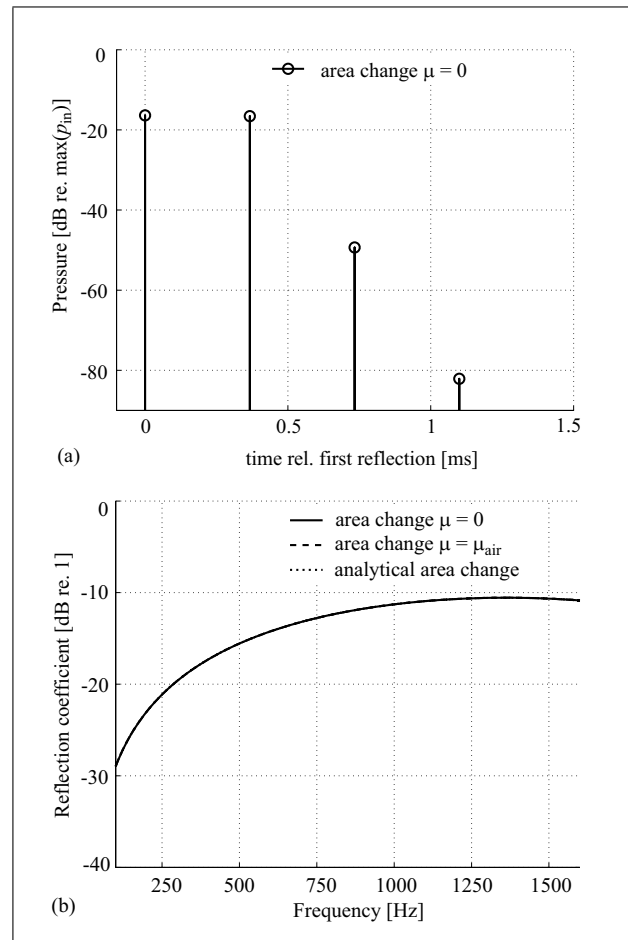 0
-20
-40
-60
-80
Pressure [dB re. max(p_in)]
area change μ = 0
0
0.5
1
1.5
(a)
time rel. first reflection [ms]
0
-10
-20
-30
-40
Reflection coefficient [dB re. 1]
area change μ = 0
area change μ = μ_air
analytical area change
250
500
750
1000
1250
1500
(b)
Frequency [Hz]